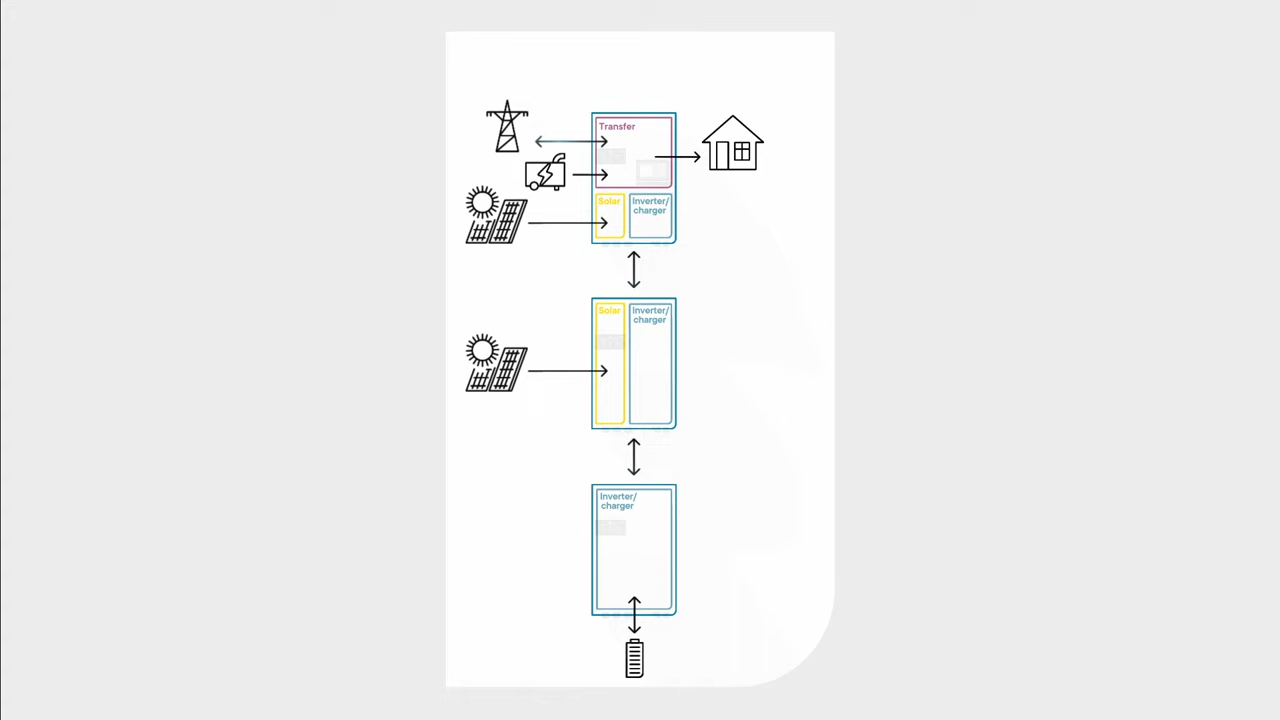 Transfer
Solar
Inverter/
charger
Solar
Inverter/
charger
Inverter/
charger